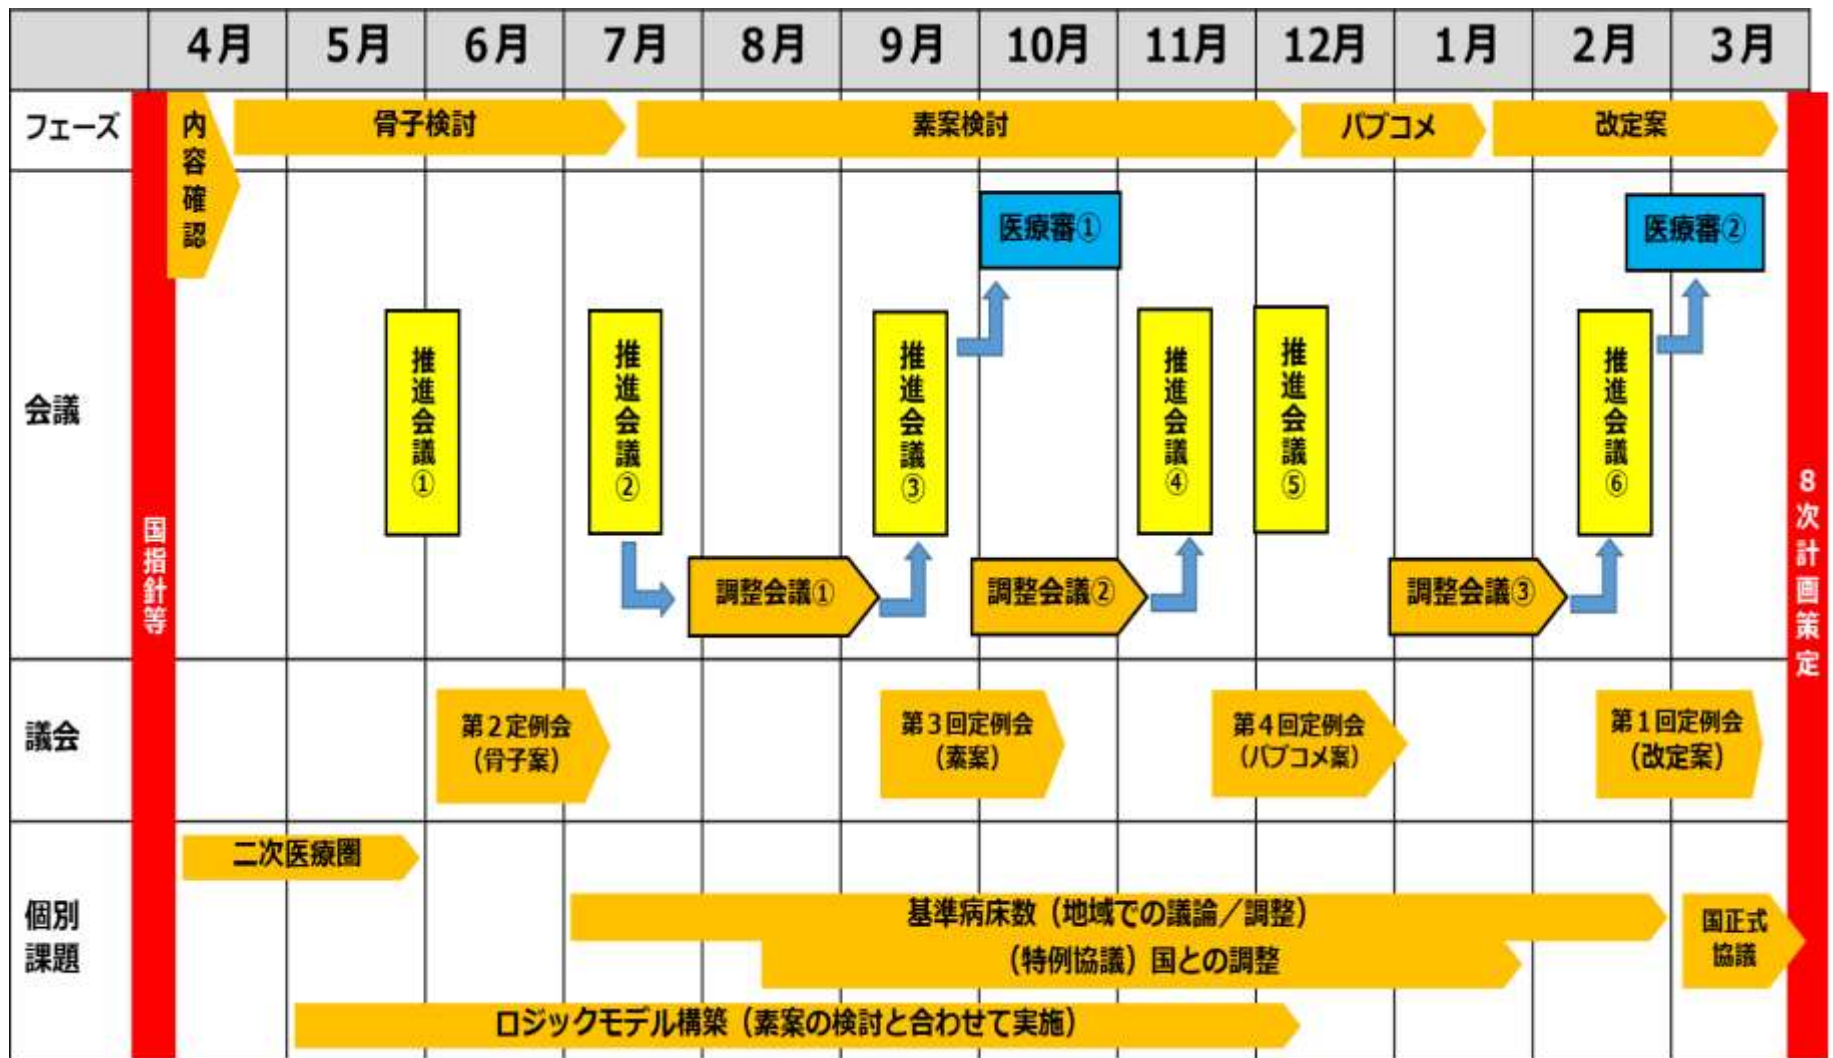 4月 5月 6月 7月 8月 9月 10月 11月 12月 1月 2月 3月
フェーズ
内容確認
骨子検討
素案検討
パブコメ
改定案
会議
医療審①
医療審②
推進会議①
推進会議②
推進会議③
推進会議④
推進会議⑤
推進会議⑥
調整会議①
調整会議②
調整会議③
国指針等
8次計画策定
議会
第2定例会
(骨子案)
第3回定例会
(素案)
第4回定例会
(パブコメ案)
第1回定例会
(改定案)
個別
課題
二次医療圏
基準病床数（地域での議論／調整）
（特例協議）国との調整
国正式
協議
ロジックモデル構築（素案の検討と合わせて実施）